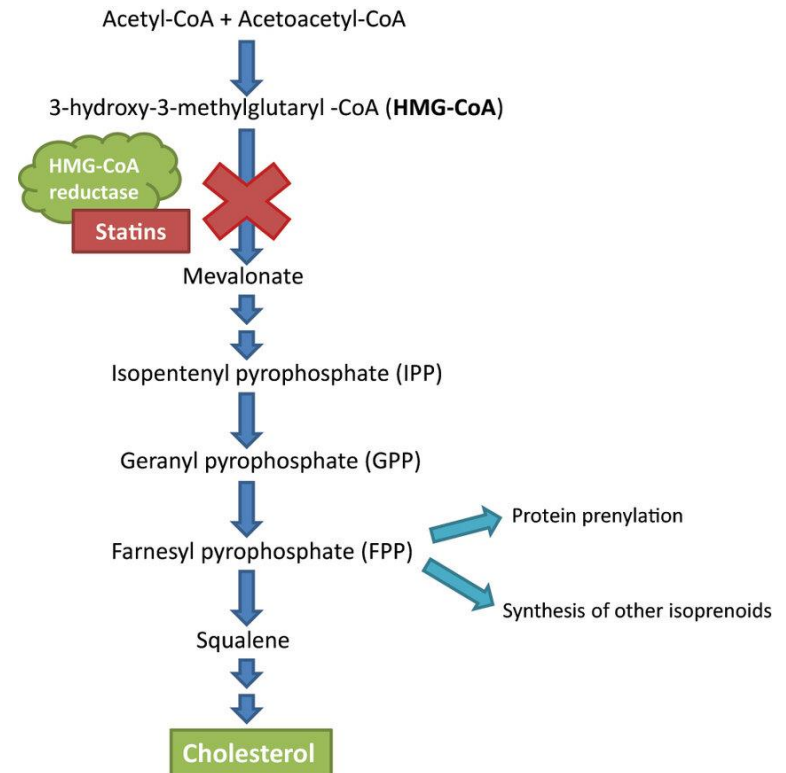 Acetyl-CoA + Acetoacetyl-CoA
3-hydroxy-3-methylglutaryl -CoA (HMG-CoA)
HMG-CoA
reductase
Statins
Mevalonate
Isopentenyl pyrophosphate (IPP)
Geranyl pyrophosphate (GPP)
Farnesyl pyrophosphate (FPP)
Protein prenylation
Synthesis of other isoprenoids
Squalene
Cholesterol